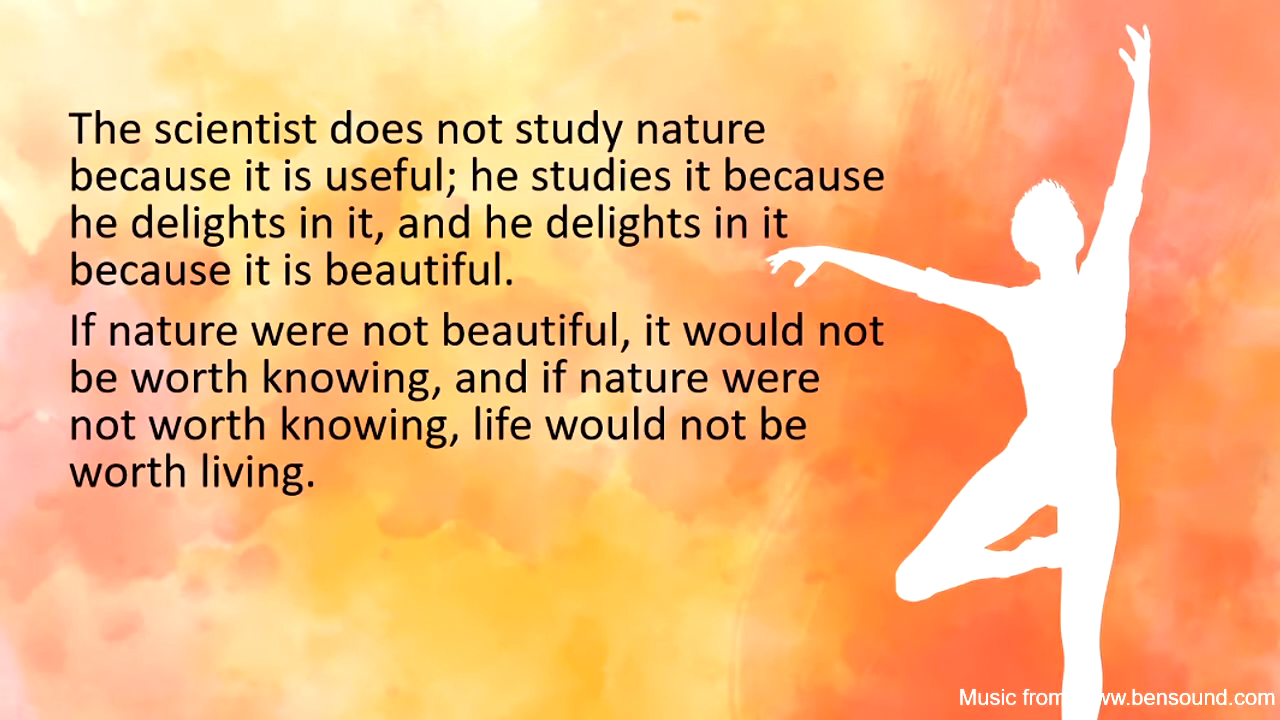 The scientist does not study nature
because it is useful; he studies it because
he delights in it, and he delights in it
because it is beautiful.
If nature were not beautiful, it would not
be worth knowing, and if nature were
not worth knowing, life would not be
worth living.
Music from www.bensound.com